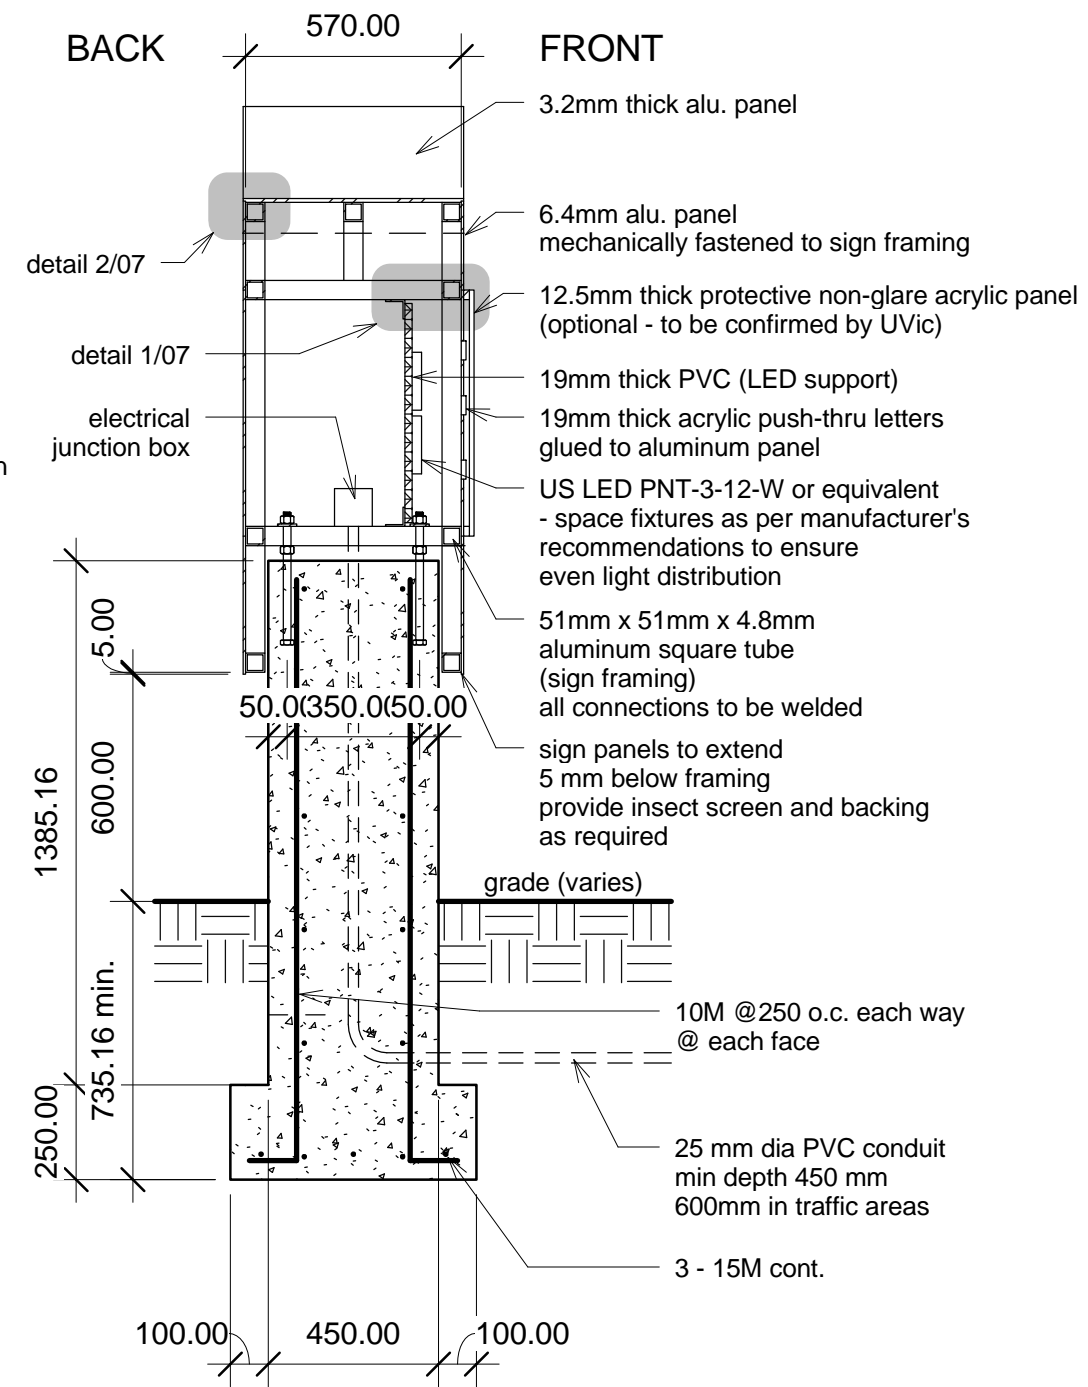 570.00
BACK
FRONT
3.2mm thick alu. panel
6.4mm alu. panel
mechanically fastened to sign framing
detail 2/07
12.5mm thick protective non-glare acrylic panel
(optional - to be confirmed by UVic)
detail 1/07
19mm thick PVC (LED support)
electrical
junction box
19mm thick acrylic push-thru letters
glued to aluminum panel
n
US LED PNT-3-12-W or equivalent
- space fixtures as per manufacturer's
recommendations to ensure
even light distribution
51mm x 51mm x 4.8mm
aluminum square tube
(sign framing)
all connections to be welded
5.00
50.00
350.00
50.00
sign panels to extend
5 mm below framing
provide insect screen and backing
as required
1385.16
600.00
grade (varies)
735.16 min.
10M @250 o.c. each way
@ each face
250.00
25 mm dia PVC conduit
min depth 450 mm
600mm in traffic areas
3 - 15M cont.
100.00
450.00
100.00